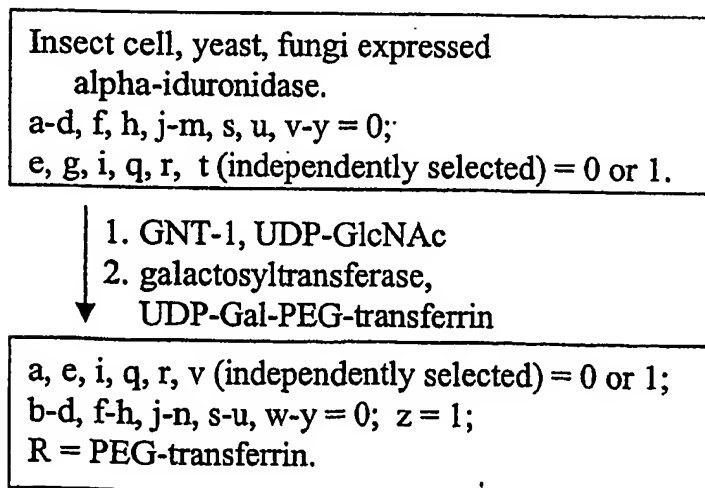 Insect cell, yeast, fungi expressed
alpha-iduronidase.
a-d, f, h, j-m, s, u, v-y = 0;
e, g, i, q, r, t (independently selected) = 0 or 1.
1. GNT-1, UDP-GlcNAc
2. galactosyltransferase,
UDP-Gal-PEG-transferrin
a, e, i, q, r, v (independently selected) = 0 or 1;
b-d, f-h, j-n, s-u, w-y = 0; z = 1;
R = PEG-transferrin.